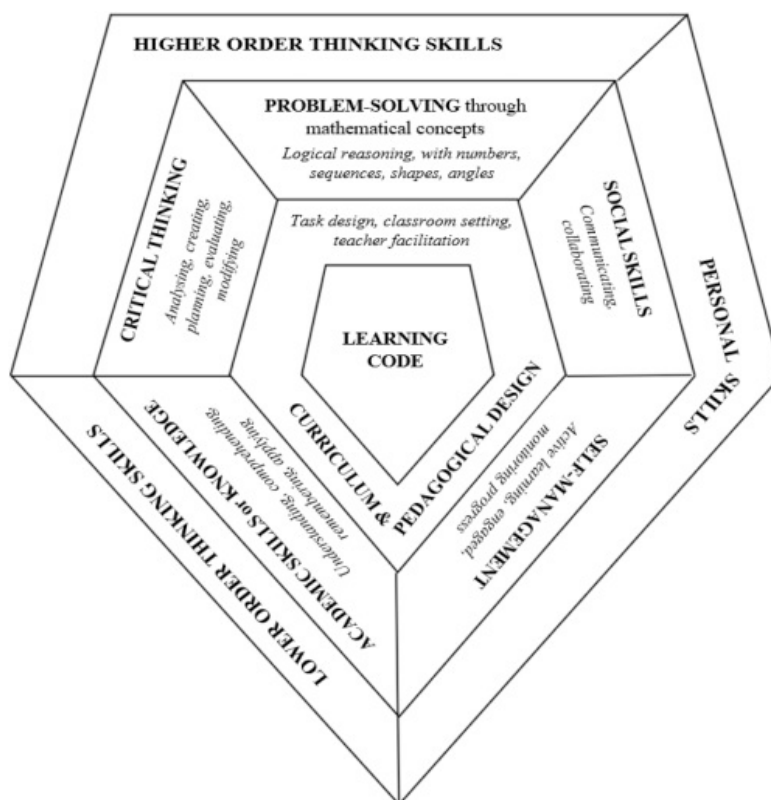 HIGHER ORDER THINKING SKILLS
PROBLEM-SOLVING through
mathematical concepts
Logical reasoning, with numbers,
sequences, shapes, angles
CRITICAL THINKING
Analysing, creating,
planning, evaluating,
modifying
Task design, classroom setting,
teacher facilitation
SOCIAL SKILLS
Communicating,
collaborating
PERSONAL SKILLS
LEARNING
CODE
CURRICULUM &
PEDAGOGICAL DESIGN
Understanding, comprehending,
remembering, applying
ACADEMIC SKILLS or KNOWLEDGE
LOWER ORDER THINKING SKILLS
SELF-MANAGEMENT
Active learning, engaged,
monitoring progress